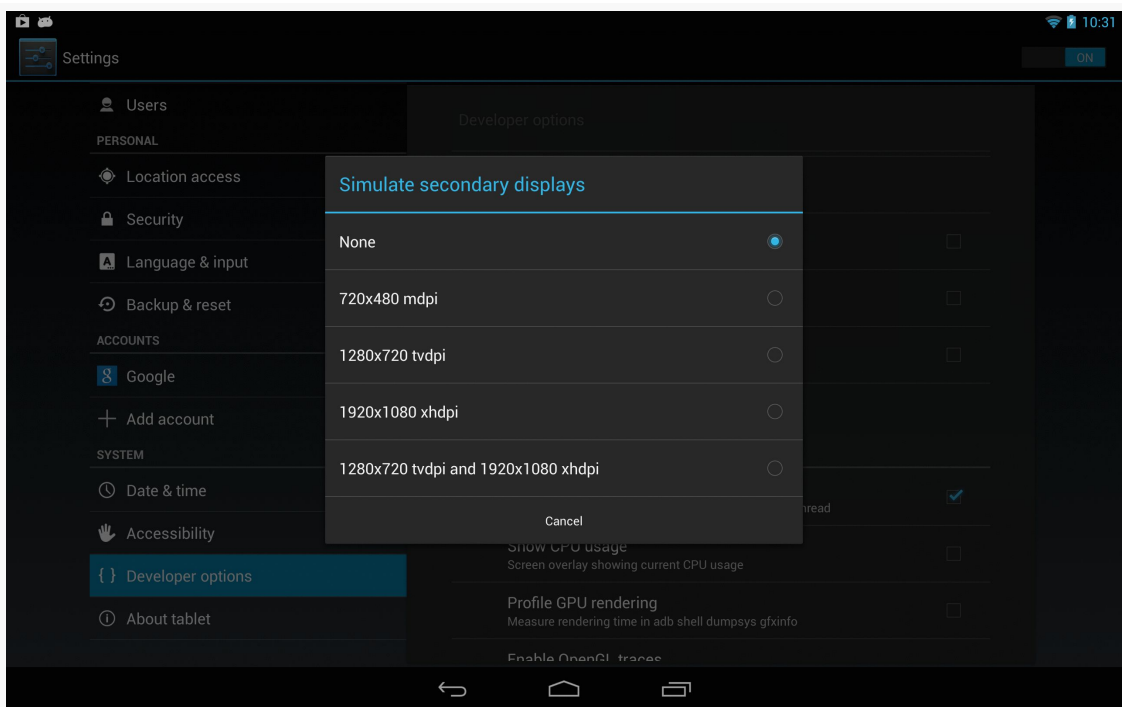 10:31
Settings
ON
Users
PERSONAL
Location access
Security
Language & input
Backup & reset
ACCOUNTS
Google
Add account
SYSTEM
Date & time
Accessibility
{ } Developer options
About tablet
Developer options
Simulate secondary displays
None
720x480 mdpi
1280x720 tvdpi
1920x1080 xhdpi
1280x720 tvdpi and 1920x1080 xhdpi
Cancel
Show CPU usage
Screen overlay showing current CPU usage
Profile GPU rendering
Measure rendering time in adb shell dumpsys gfxinfo
Enable OpenGL traces